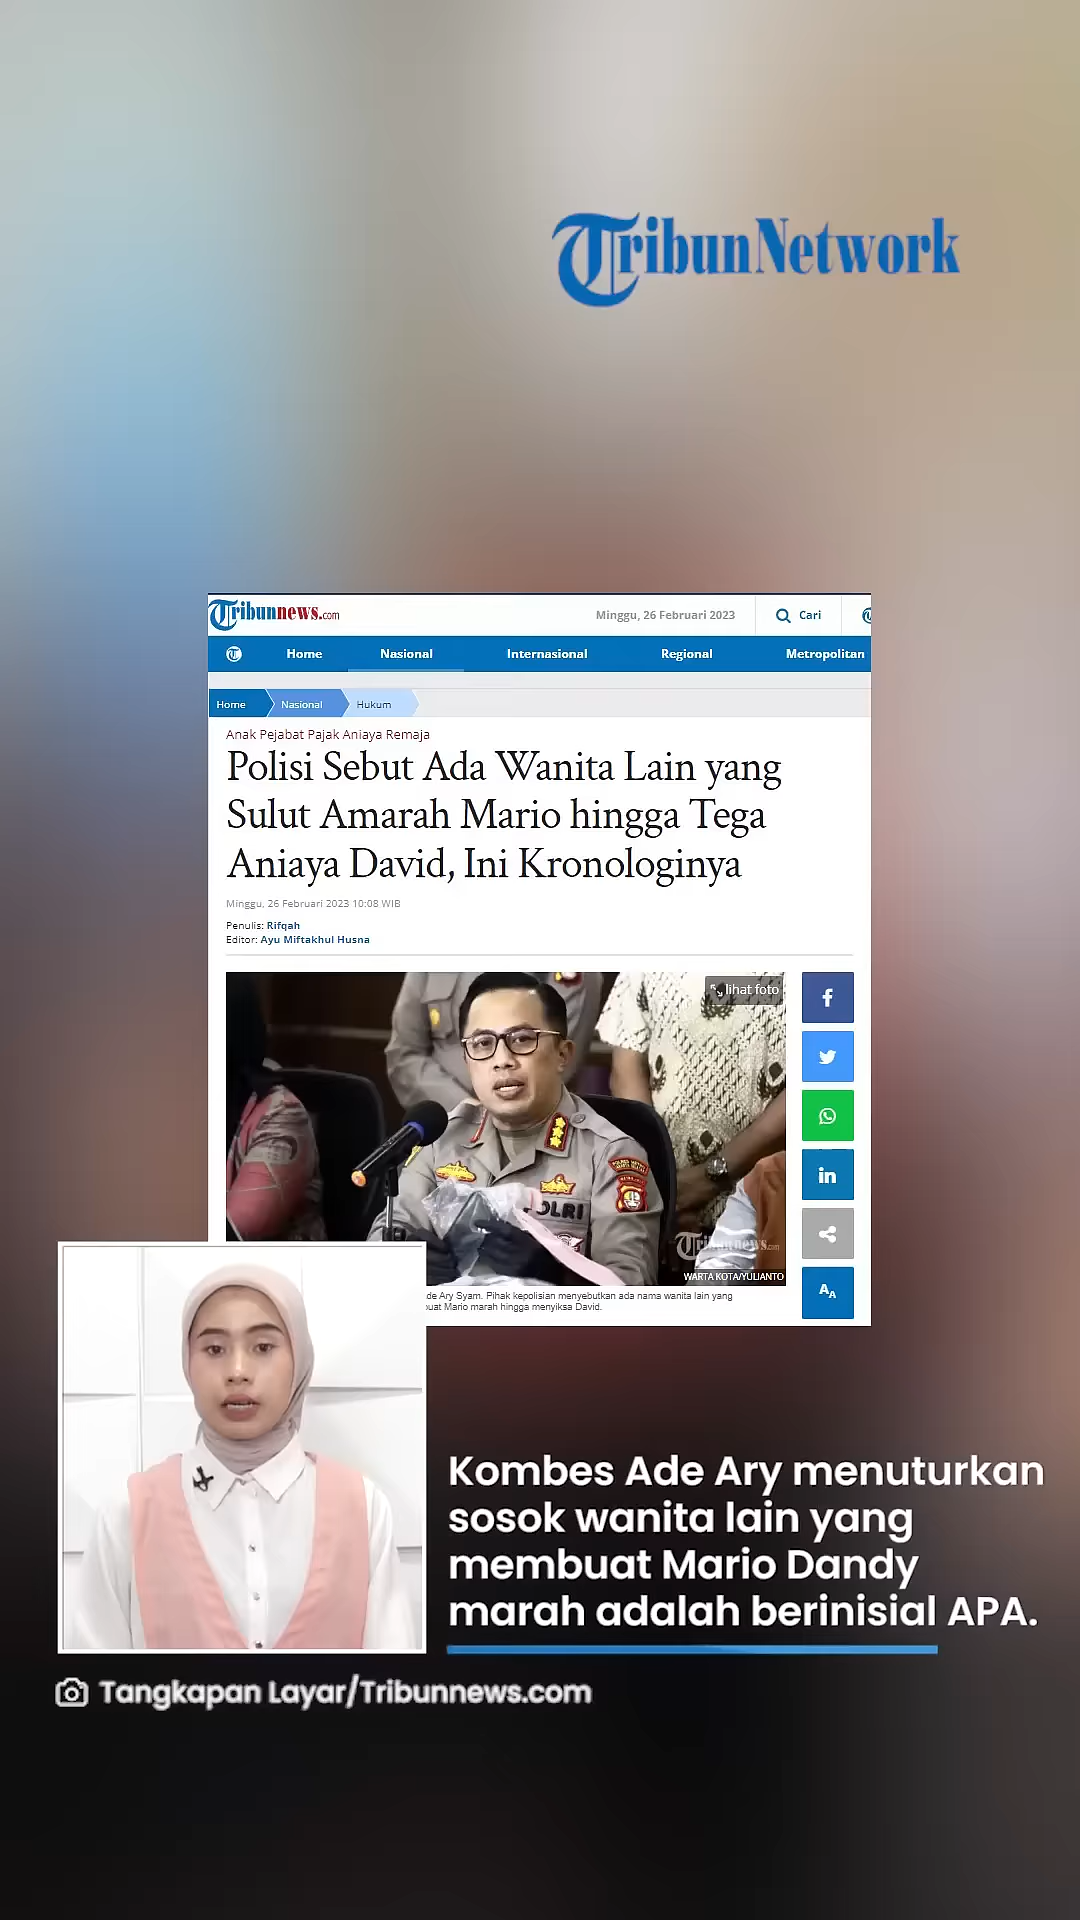 TribunNetwork
Tribunnews.com
Minggu, 26 Februari 2023
Cari
Home Nasional Internasional Regional Metropolitan
Home Nasional Hukum
Anak Pejabat Pajak Aniaya Remaja
Polisi Sebut Ada Wanita Lain yang
Sulut Amarah Mario hingga Tega
Aniaya David, Ini Kronologinya
Minggu, 26 Februari 2023 10:08 WIB
Penulis: Rifqah
Editor: Ayu Miftakhul Husna
lihat foto
Tribunnews.com
WARTA KOTA/YULIANTO
Ary Syam. Pihak kepolisian menyebutkan ada nama wanita lain yang
Mario marah hingga menyiksa David.
AA
Kombes Ade Ary menuturkan
sosok wanita lain yang
membuat Mario Dandy
marah adalah berinisial APA.
Tangkapan Layar/Tribunnews.com